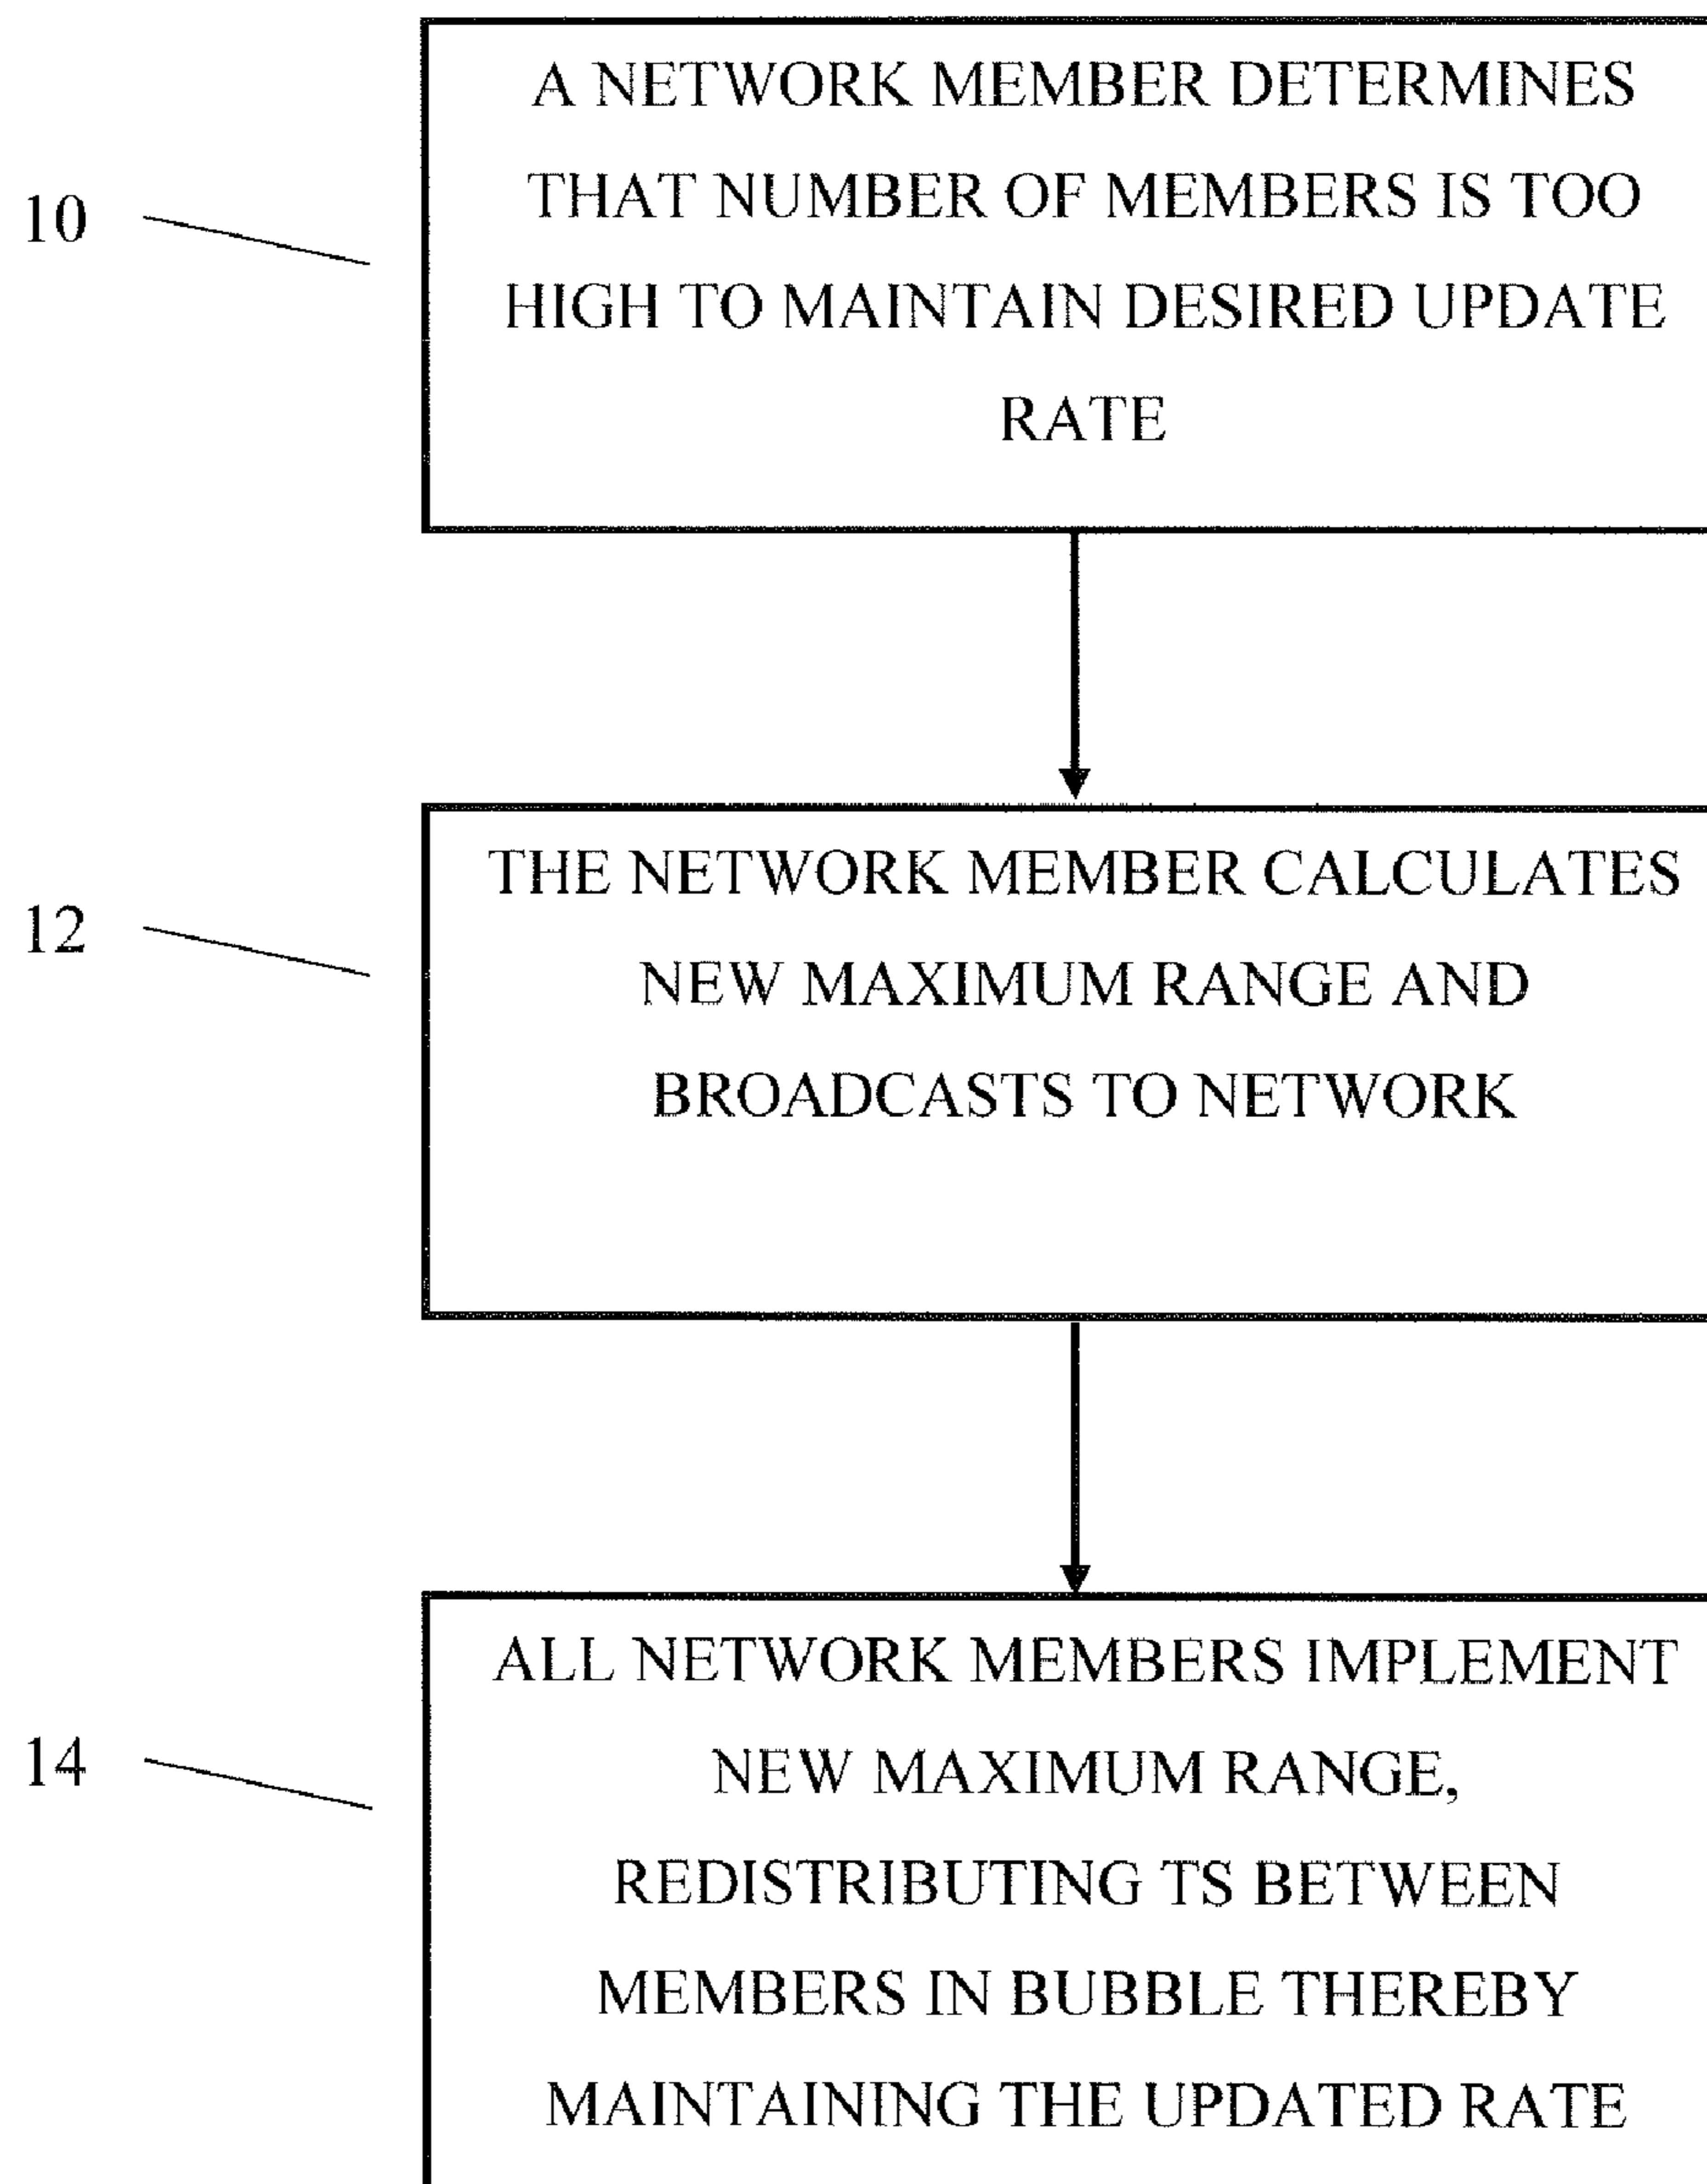 10
A NETWORK MEMBER DETERMINES
THAT NUMBER OF MEMBERS IS TOO
HIGH TO MAINTAIN DESIRED UPDATE
RATE
12
THE NETWORK MEMBER CALCULATES
NEW MAXIMUM RANGE AND
BROADCASTS TO NETWORK
14
ALL NETWORK MEMBERS IMPLEMENT
NEW MAXIMUM RANGE,
REDISTRIBUTING TS BETWEEN
MEMBERS IN BUBBLE THEREBY
MAINTAINING THE UPDATED RATE